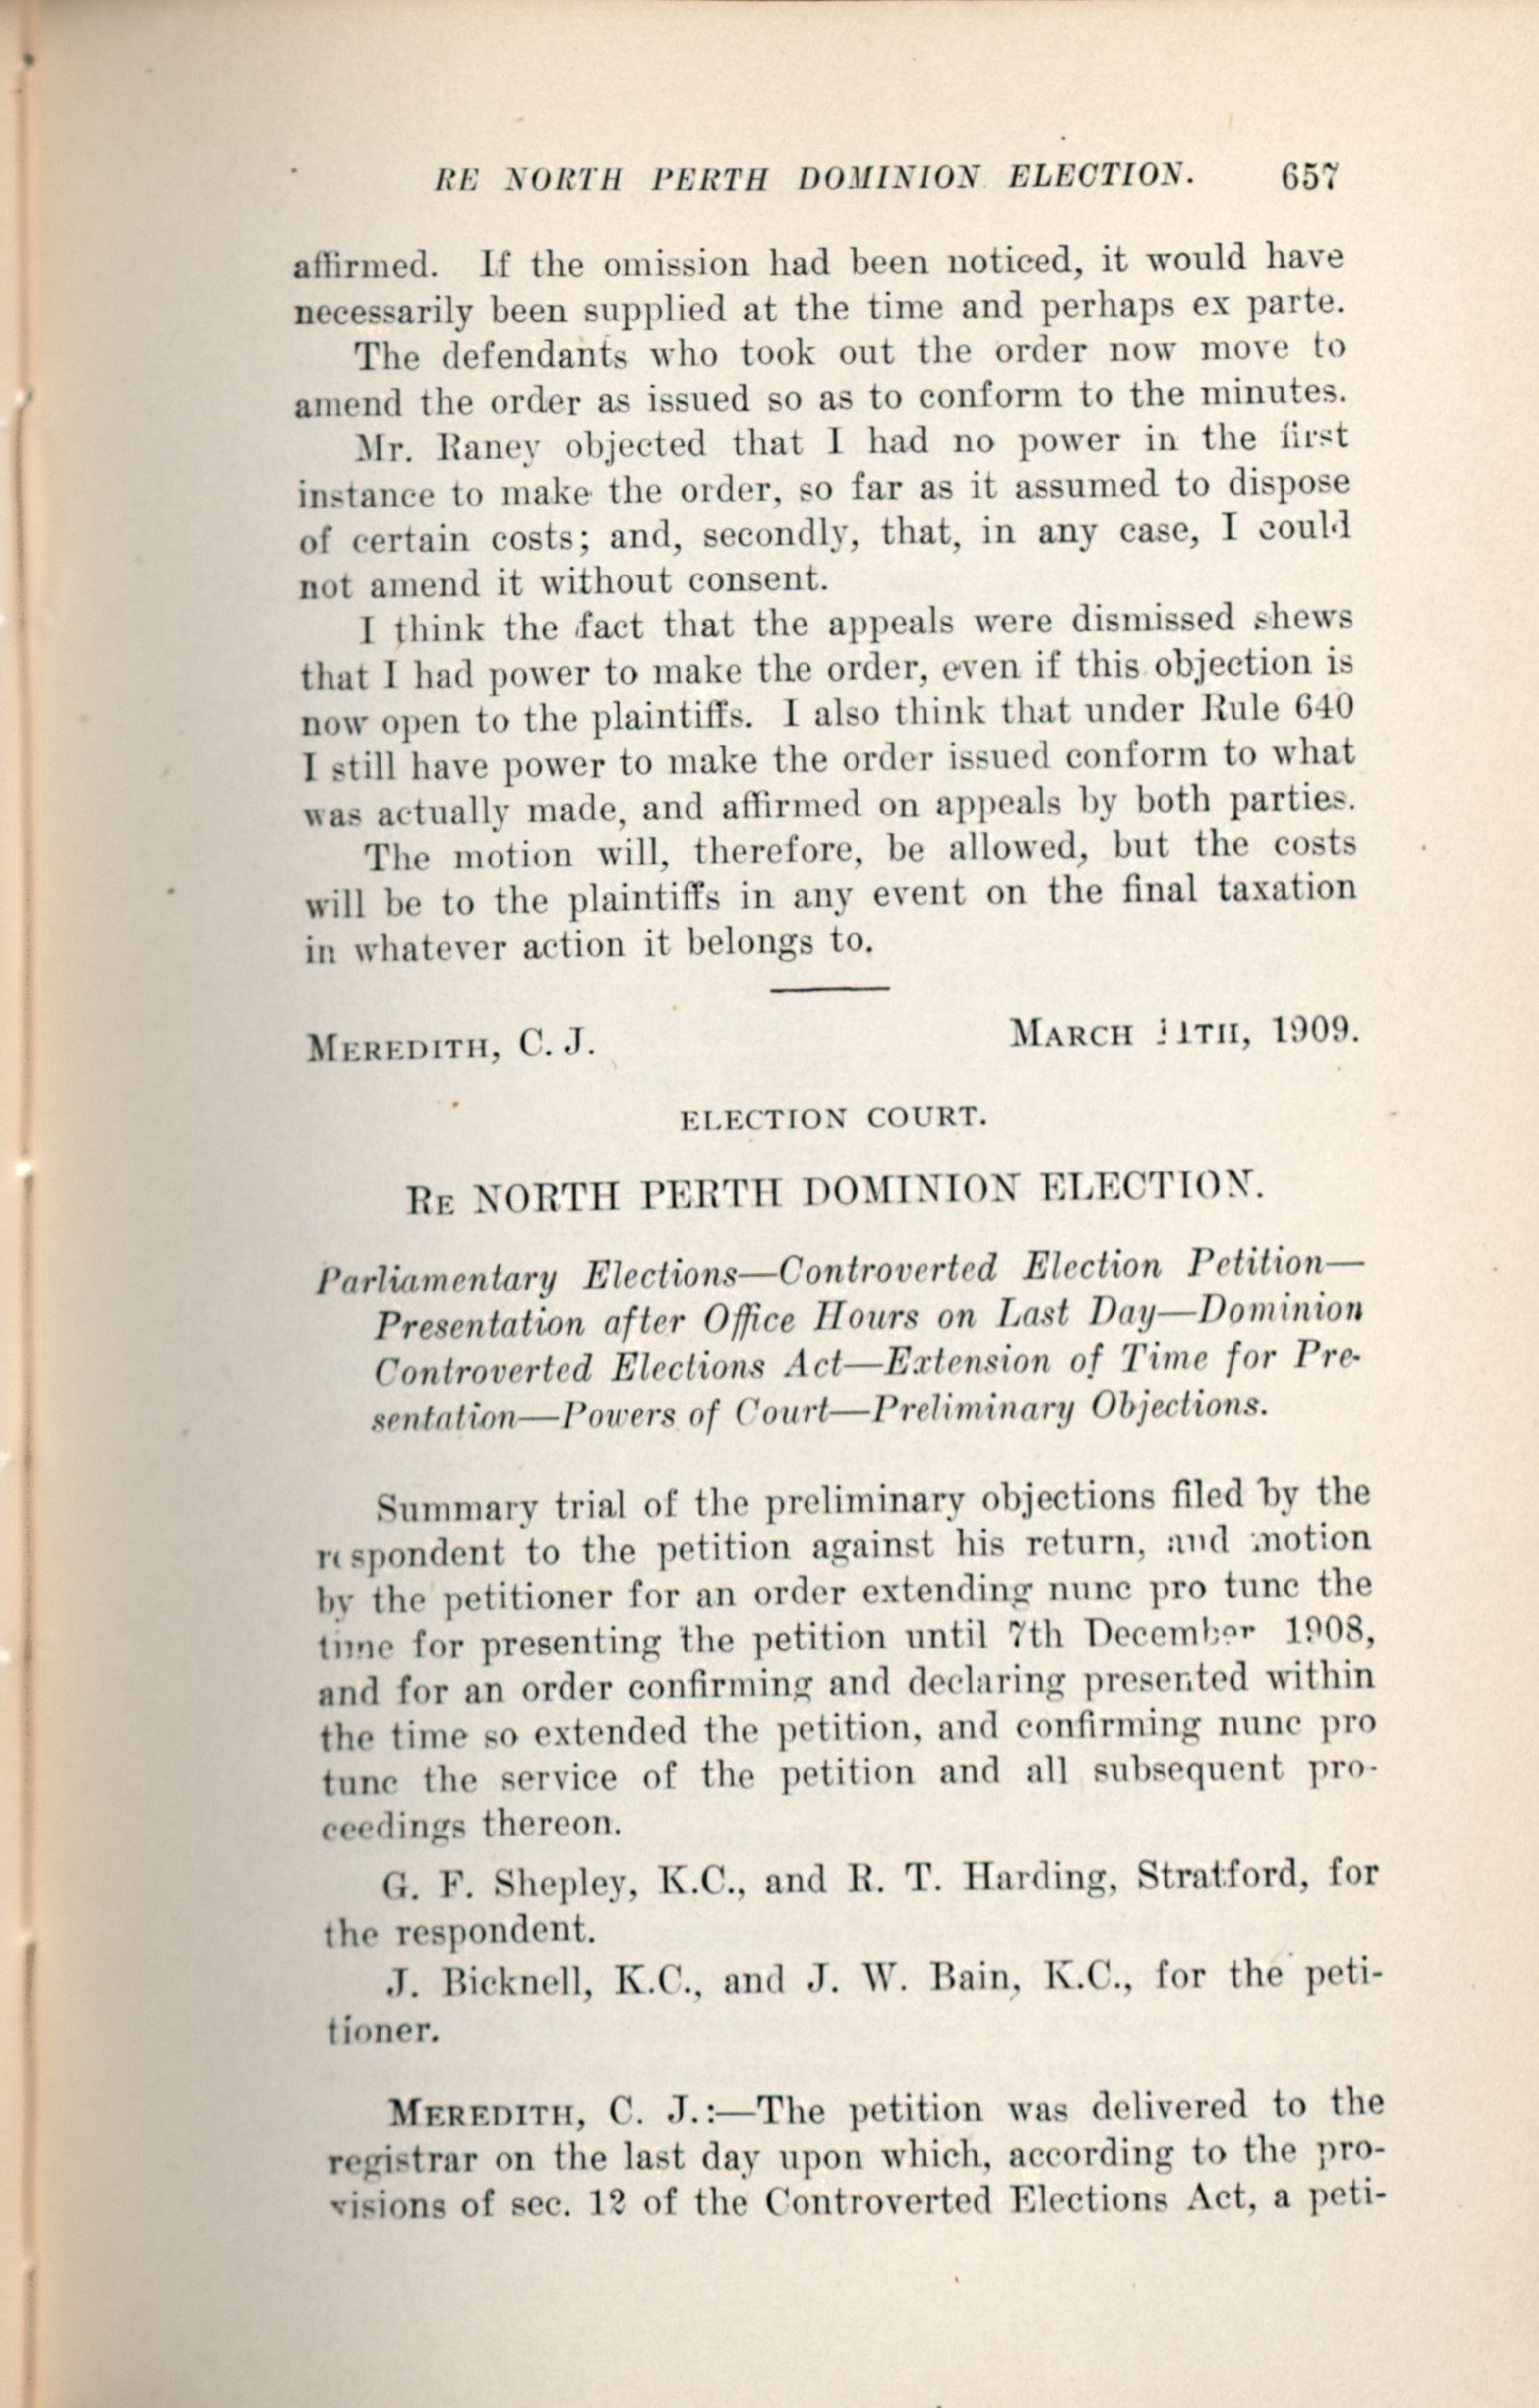 RE NORTH PERTH DOMINION ELECTION. 657
affirmed. If the omission had been noticed, it would have
necessarily been supplied at the time and perhaps ex parte.
The defendants who took out the order now move to
amend the order as issued so as to conform to the minutes.
Mr. Raney objected that I had no power in the first
instance to make the order, so far as it assumed to dispose
of certain costs; and, secondly, that, in any case, I could
not amend it without consent.
I think the fact that the appeals were dismissed shews
that I had power to make the order, even if this objection is
now open to the plaintiffs. I also think that under Rule 640
I still have power to make the order issued conform to what
was actually made, and affirmed on appeals by both parties.
The motion will, therefore, be allowed, but the costs
will be to the plaintiffs in any event on the final taxation
in whatever action it belongs to.
MEREDITH, C. J. MARCH 11TH, 1909.
ELECTION COURT.
RE NORTH PERTH DOMINION ELECTION.
Parliamentary Elections—Controverted Election Petition—
Presentation after Office Hours on Last Day—Dominion
Controverted Elections Act—Extension of Time for Pre-
sentation—Powers of Court—Preliminary Objections.
Summary trial of the preliminary objections filed by the
respondent to the petition against his return, and motion
by the petitioner for an order extending nunc pro tunc the
time for presenting the petition until 7th December 1908,
and for an order confirming and declaring presented within
the time so extended the petition, and confirming nunc pro
tunc the service of the petition and all subsequent pro-
ceedings thereon.
G. F. Shepley, K.C., and R. T. Harding, Stratford, for
the respondent.
J. Bicknell, K.C., and J. W. Bain, K.C., for the peti-
tioner.
MEREDITH, C. J.:—The petition was delivered to the
registrar on the last day upon which, according to the pro-
visions of sec. 12 of the Controverted Elections Act, a peti-